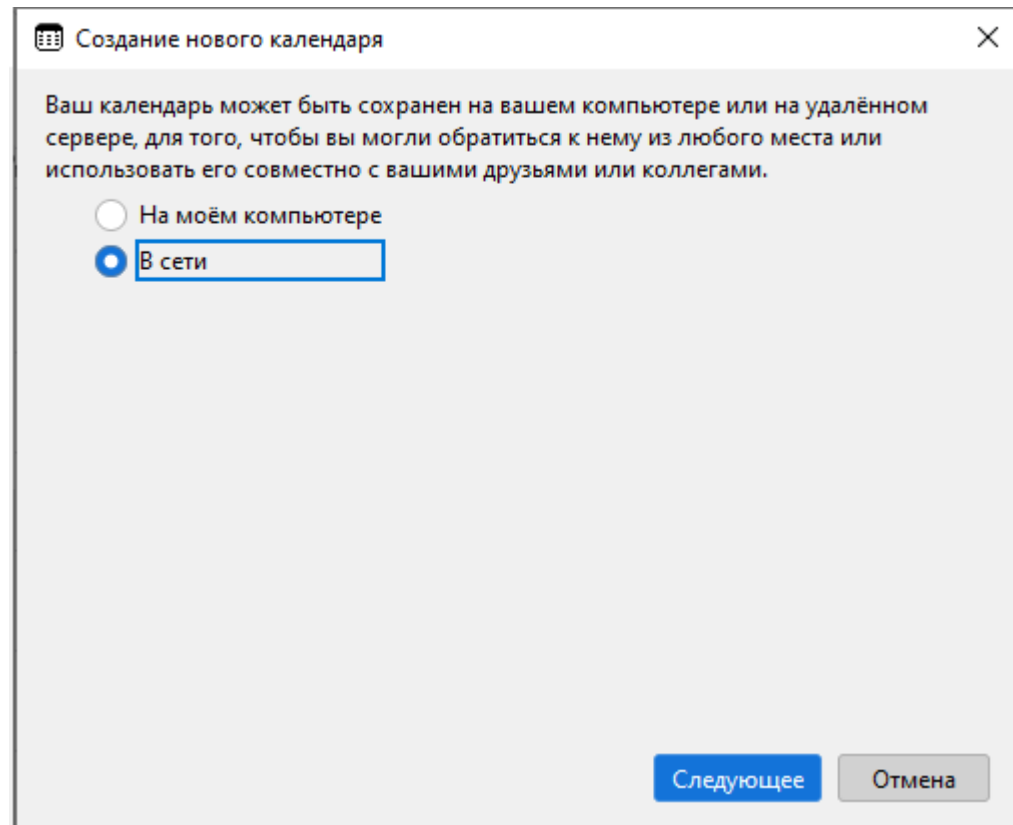 Создание нового календаря
Ваш календарь может быть сохранен на вашем компьютере или на удалённом
сервере, для того, чтобы вы могли обратиться к нему из любого места или
использовать его совместно с вашими друзьями или коллегами.
На моём компьютере
В сети
Следующее Отмена